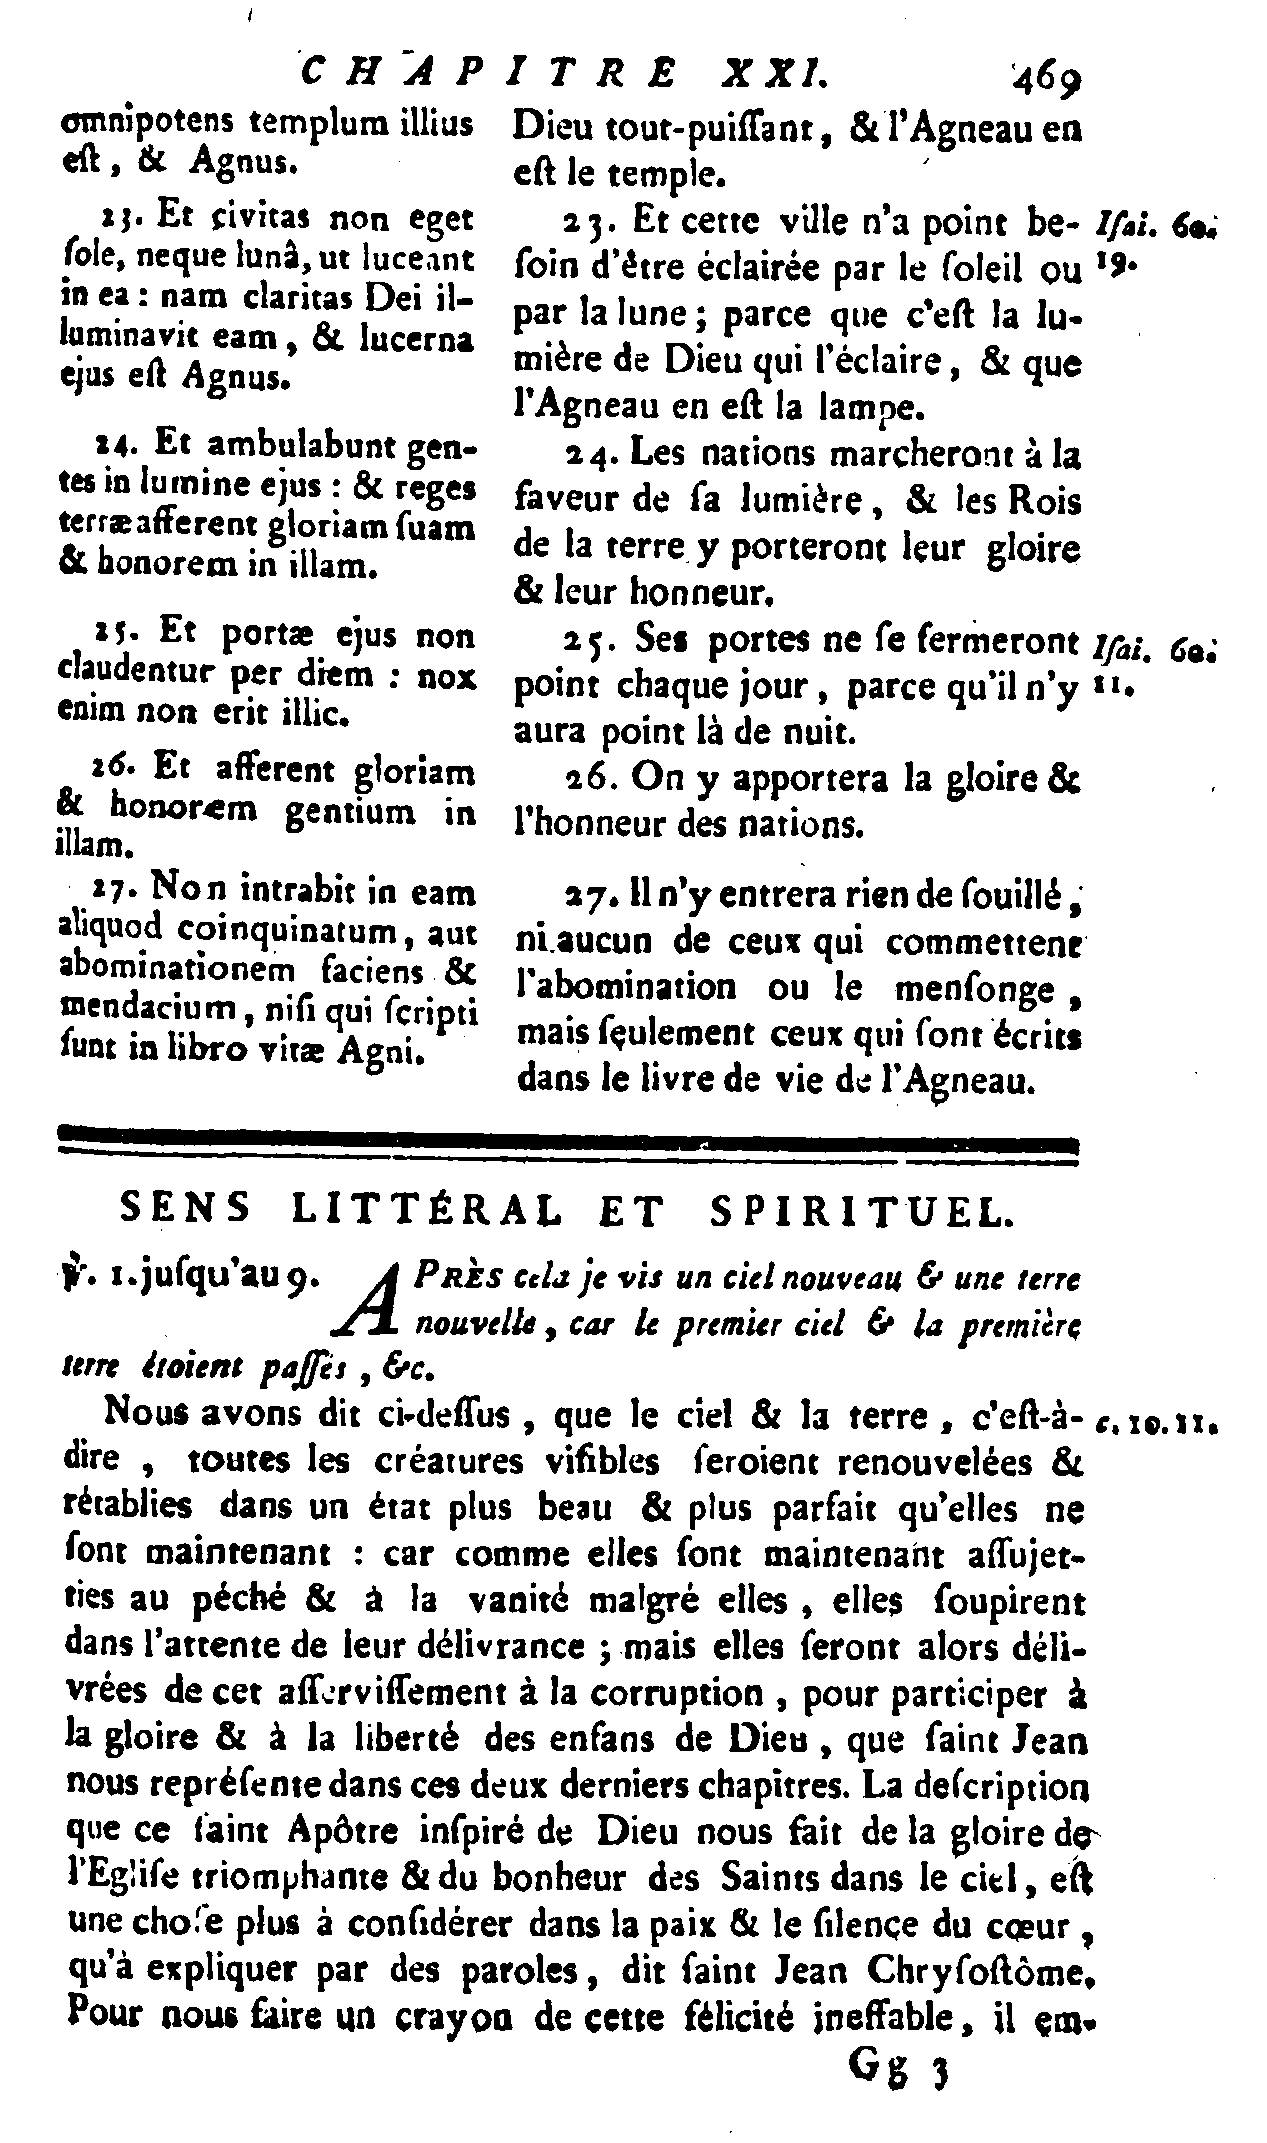 CHAPITRE XXI. 469
omnipotens templum illius
eſt, & Agnus.
23. Et civitas non eget
ſole, neque lunâ, ut luceant
in ea : nam claritas Dei il-
luminavit eam, & lucerna
ejus eſt Agnus.
24. Et ambulabunt gen-
tes in lumine ejus : & reges
terræ afferent gloriam ſuam
& honorem in illam.
25. Et portæ ejus non
claudentur per diem : nox
enim non erit illic.
26. Et afferent gloriam
& honorem gentium in
illam.
27. Non intrabit in eam
aliquod coinquinatum, aut
abominationem faciens &
mendacium, niſi qui ſcripti
ſunt in libro vitæ Agni.
Dieu tout-puiſſant, & l'Agneau en
eſt le temple.
23. Et cette ville n'a point be-
ſoin d'être éclairée par le ſoleil ou
par la lune; parce que c'eſt la lu-
mière de Dieu qui l'éclaire, & que
l'Agneau en eſt la lampe.
24. Les nations marcheront à la
faveur de ſa lumière, & les Rois
de la terre y porteront leur gloire
& leur honneur.
25. Ses portes ne ſe fermeront
point chaque jour, parce qu'il n'y
aura point là de nuit.
26. On y apportera la gloire &
l'honneur des nations.
27. Il n'y entrera rien de ſouillé,
ni aucun de ceux qui commettent
l'abomination ou le menſonge,
mais ſeulement ceux qui ſont écrits
dans le livre de vie de l'Agneau.
Iſai. 60.
19.
Iſai. 60.
11.
SENS LITTÉRAL ET SPIRITUEL.
℣. 1. juſqu'au 9. APRÈS cela je vis un ciel nouveau & une terre
nouvelle, car le premier ciel & la première
terre étoient paſſés, &c.
Nous avons dit ci-deſſus, que le ciel & la terre, c'eſt-à- c. 10. 11.
dire, toutes les créatures viſibles ſeroient renouvelées &
rétablies dans un état plus beau & plus parfait qu'elles ne
ſont maintenant : car comme elles ſont maintenant aſſujet-
ties au péché & à la vanité malgré elles, elles ſoupirent
dans l'attente de leur délivrance ; mais elles ſeront alors déli-
vrées de cet aſſerviſſement à la corruption, pour participer à
la gloire & à la liberté des enfans de Dieu, que ſaint Jean
nous repréſente dans ces deux derniers chapitres. La deſcription
que ce ſaint Apôtre inſpiré de Dieu nous fait de la gloire de
l'Egliſe triomphante & du bonheur des Saints dans le ciel, eſt
une choſe plus à conſidérer dans la paix & le ſilence du cœur,
qu'à expliquer par des paroles, dit ſaint Jean Chryſoſtôme.
Pour nous faire un crayon de cette félicité ineffable, il em-
Gg 3